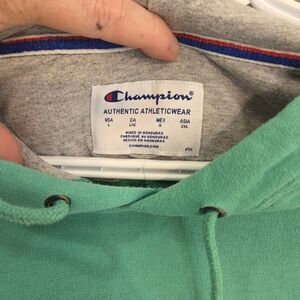 Champion®
AUTHENTIC ATHLETICWEAR
USA CA MEX ASIA
L L/G G 2XL
MADE IN HONDURAS
FABRIQUÉ AU HONDURAS
HECHO EN HONDURAS
CHAMPION.COM